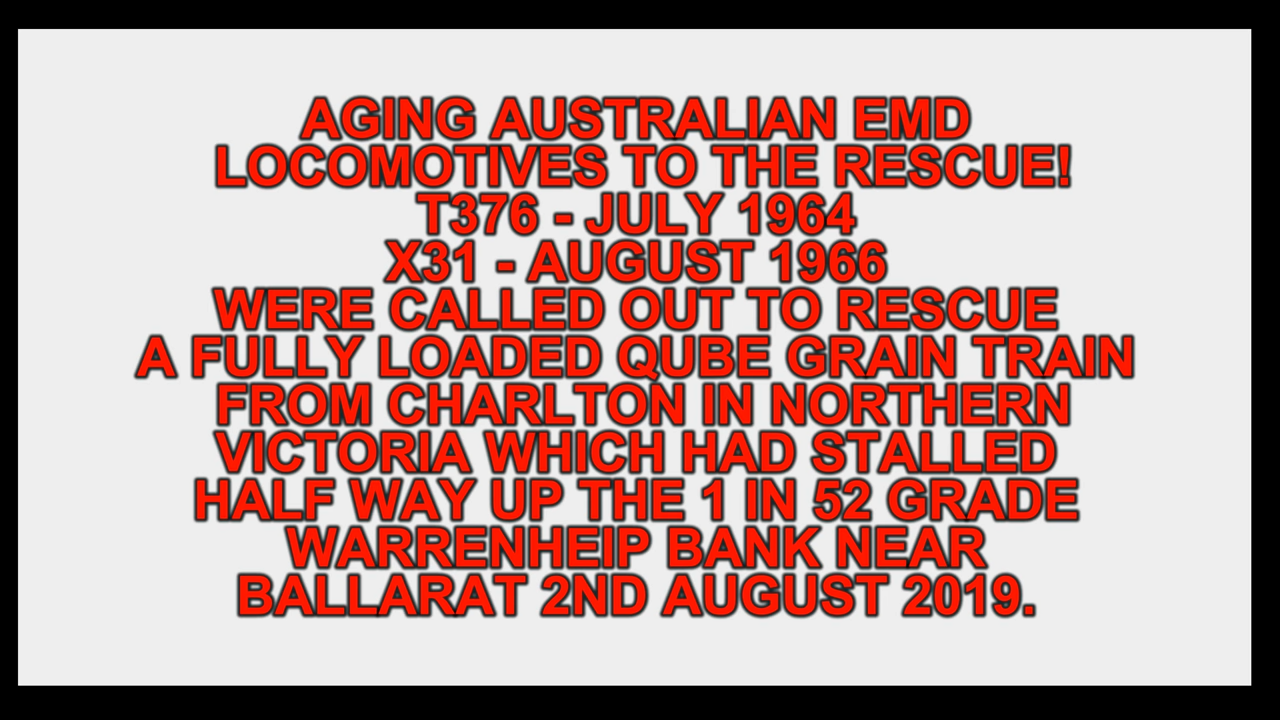 AGING AUSTRALIAN EMD
LOCOMOTIVES TO THE RESCUE!
T376 - JULY 1964
X31 - AUGUST 1966
WERE CALLED OUT TO RESCUE
A FULLY LOADED QUBE GRAIN TRAIN
FROM CHARLTON IN NORTHERN
VICTORIA WHICH HAD STALLED
HALF WAY UP THE 1 IN 52 GRADE
WARRENHEIP BANK NEAR
BALLARAT 2ND AUGUST 2019.